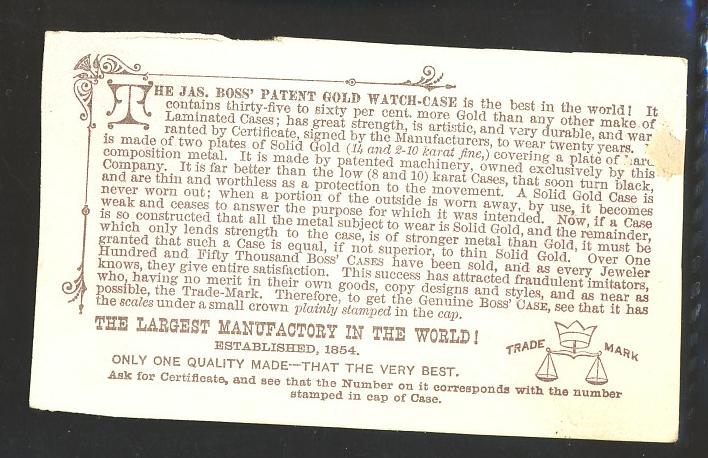 THE JAS. BOSS' PATENT GOLD WATCH-CASE is the best in the world! It
contains thirty-five to sixty per cent. more Gold than any other make of
Laminated Cases; has great strength, is artistic, and very durable, and war
ranted by Certificate, signed by the Manufacturers, to wear twenty years.
is made of two plates of Solid Gold (14 and 2-10 karat fine,) covering a plate of
composition metal. It is made by patented machinery, owned exclusively by this
Company. It is far better than the low (8 and 10) karat Cases, that soon turn black,
and are thin and worthless as a protection to the movement. A Solid Gold Case is
never worn out; when a portion of the outside is worn away, by use, it becomes
weak and ceases to answer the purpose for which it was intended. Now, if a Case
is so constructed that all the metal subject to wear is Solid Gold, and the remainder,
which only lends strength to the case, is of stronger metal than Gold, it must be
granted that such a Case is equal, if not superior, to thin Solid Gold. Over One
Hundred and Fifty Thousand BOSS' CASES have been sold, and as every Jeweler
knows, they give entire satisfaction. This success has attracted fraudulent imitators,
who, having no merit in their own goods, copy designs and styles, and as near as
possible, the Trade-Mark. Therefore, to get the Genuine BOSS' CASE, see that it has
the scales under a small crown plainly stamped in the cap.
THE LARGEST MANUFACTORY IN THE WORLD!
ESTABLISHED, 1854.
ONLY ONE QUALITY MADE--THAT THE VERY BEST.
TRADE MARK
Ask for Certificate, and see that the Number on it corresponds with the number
stamped in cap of Case.